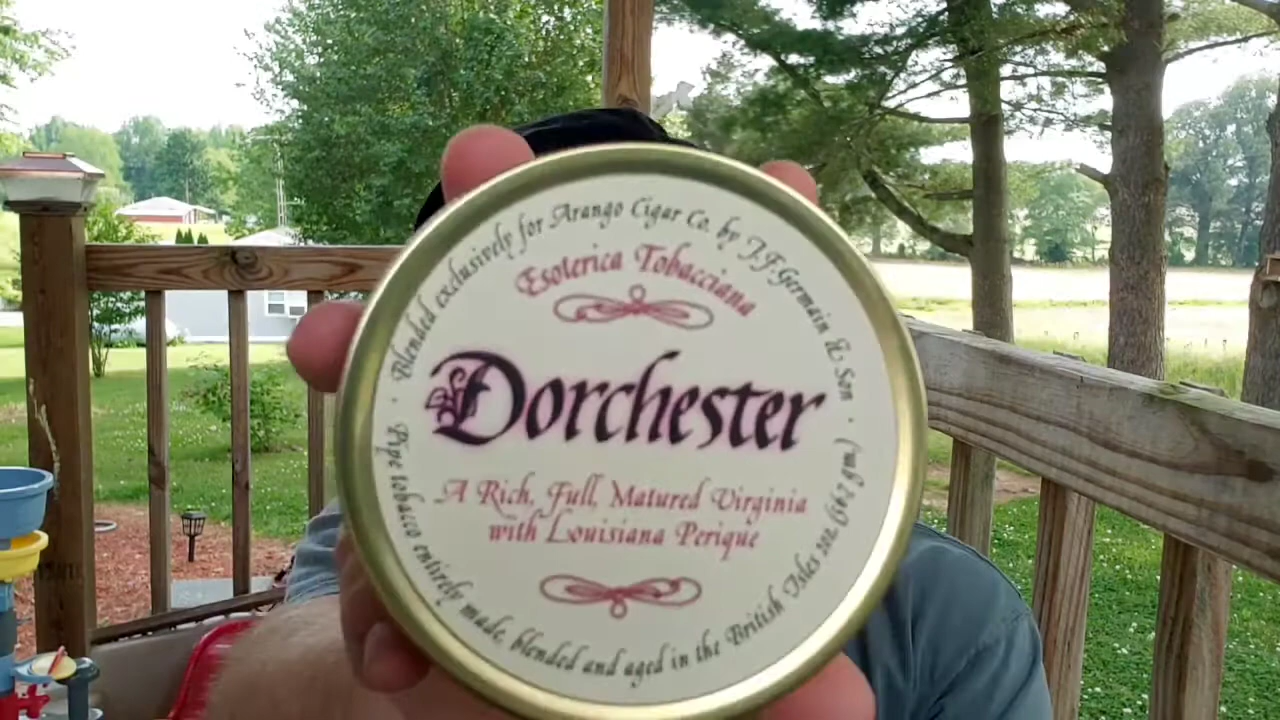 Blended exclusively for Arango Cigar Co. by J.F. Germain & Son
Esoterica Tobacciana
Dorchester
A Rich, Full, Matured Virginia
with Louisiana Perique
Pipe tobacco entirely made, blended and aged in the British Isles 2oz. (62 gm)